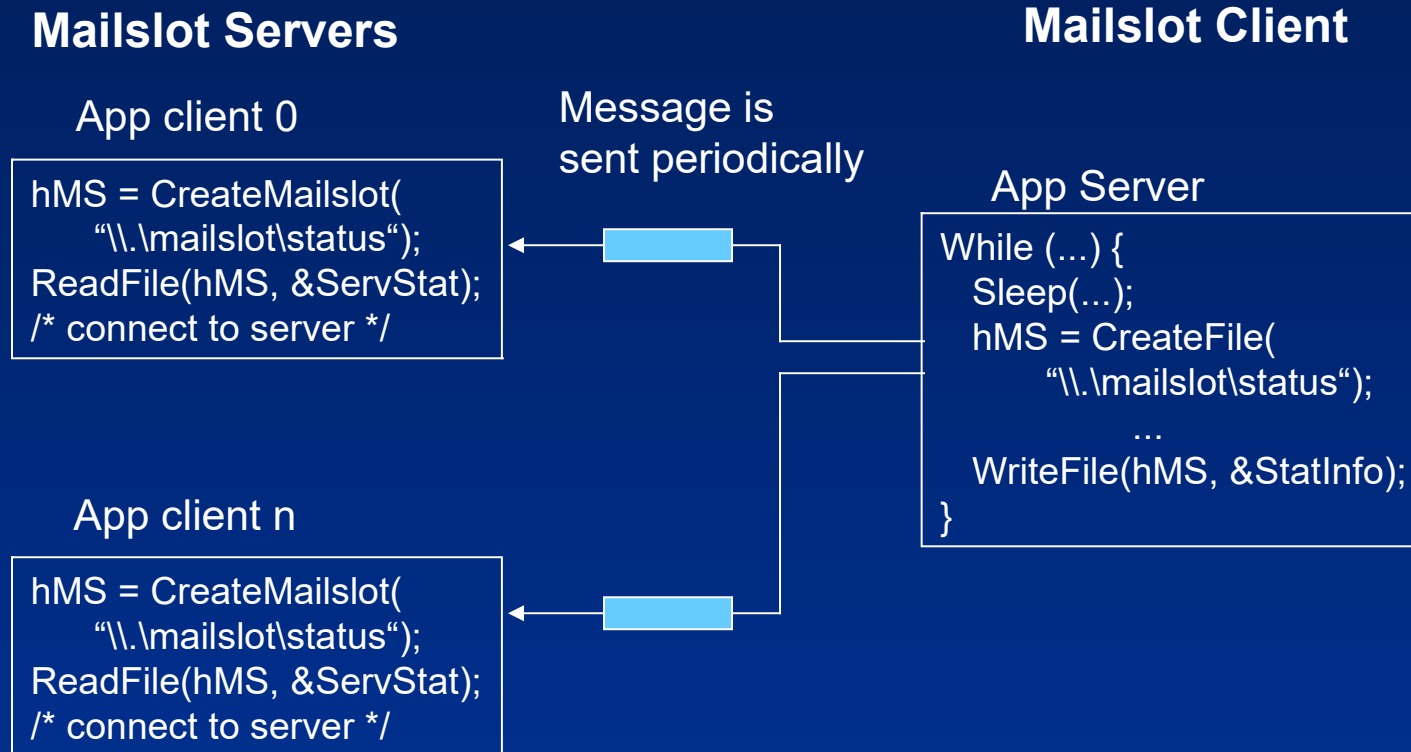 Mailslot Servers
Mailslot Client
App client 0
hMS = CreateMailslot(
“\\.\mailslot\status“);
ReadFile(hMS, &ServStat);
/* connect to server */
Message is
sent periodically
App Server
While (...) {
Sleep(...);
hMS = CreateFile(
“\\.\mailslot\status“);
...
WriteFile(hMS, &StatInfo);
}
App client n
hMS = CreateMailslot(
“\\.\mailslot\status“);
ReadFile(hMS, &ServStat);
/* connect to server */